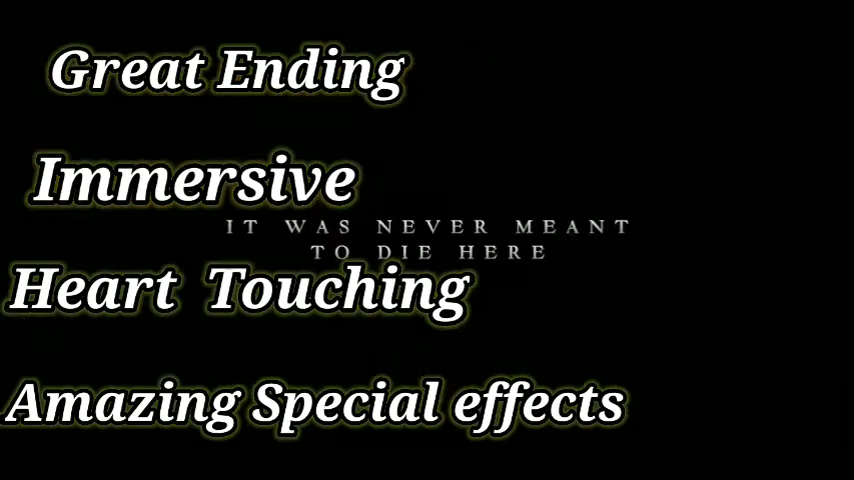 Great Ending
Immersive
IT WAS NEVER MEANT
TO DIE HERE
Heart Touching
Amazing Special effects